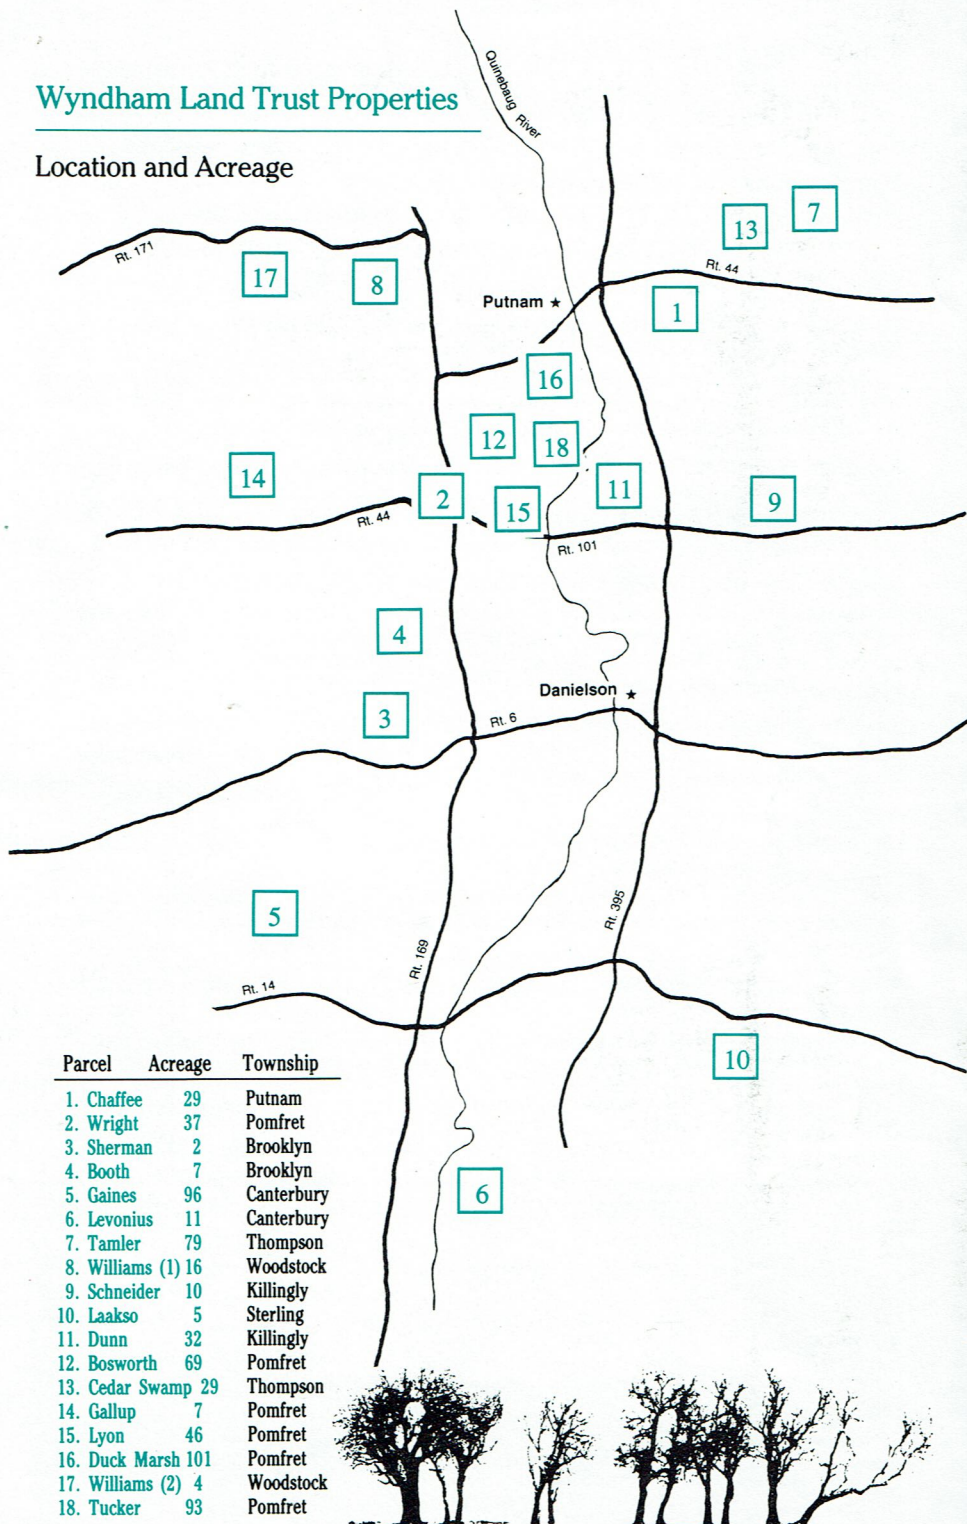 Wyndham Land Trust Properties
Location and Acreage
Quinebaug River
Rt. 171
17
8
13
7
Rt. 44
1
Putnam ★
16
12
18
14
2
15
11
9
Rt. 44
Rt. 101
4
Danielson ★
3
Rt. 6
5
Rt. 395
Rt. 169
Rt. 14
10
6
Parcel Acreage Township
1. Chaffee 29 Putnam
2. Wright 37 Pomfret
3. Sherman 2 Brooklyn
4. Booth 7 Brooklyn
5. Gaines 96 Canterbury
6. Levonius 11 Canterbury
7. Tamler 79 Thompson
8. Williams (1) 16 Woodstock
9. Schneider 10 Killingly
10. Laakso 5 Sterling
11. Dunn 32 Killingly
12. Bosworth 69 Pomfret
13. Cedar Swamp 29 Thompson
14. Gallup 7 Pomfret
15. Lyon 46 Pomfret
16. Duck Marsh 101 Pomfret
17. Williams (2) 4 Woodstock
18. Tucker 93 Pomfret